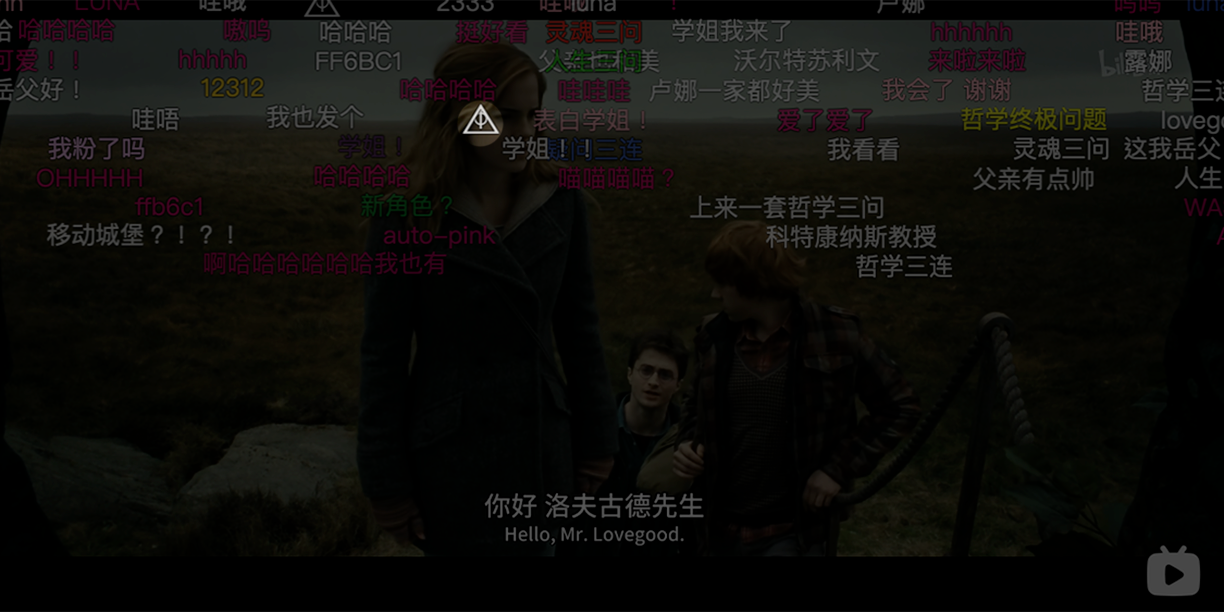 LUNA 哇哦 2333 哇哦 luna ！ 卢娜 呜呜
哈哈哈哈 嗷呜 哈哈哈 挺好看 灵魂三问 学姐我来了 hhhhhh 哇哦
可爱！！ hhhhh FF6BC1 人生三问 沃尔特苏利文 来啦来啦 露娜
岳父好！ 12312 哈哈哈哈 哇哇哇 卢娜一家都好美 我会了 谢谢 哲学三连
哇唔 我也发个 表白学姐！ 爱了爱了 哲学终极问题 lovego
我粉了吗 学姐！ 学姐！！ 疑问三连 我看看 灵魂三问 这我岳父
OHHHHH 哈哈哈哈 喵喵喵喵？ 父亲有点帅 人生
ffb6c1 新角色？ 上来一套哲学三问 WA
移动城堡？！？！ auto-pink 科特康纳斯教授
啊哈哈哈哈哈哈我也有 哲学三连
你好 洛夫古德先生
Hello, Mr. Lovegood.